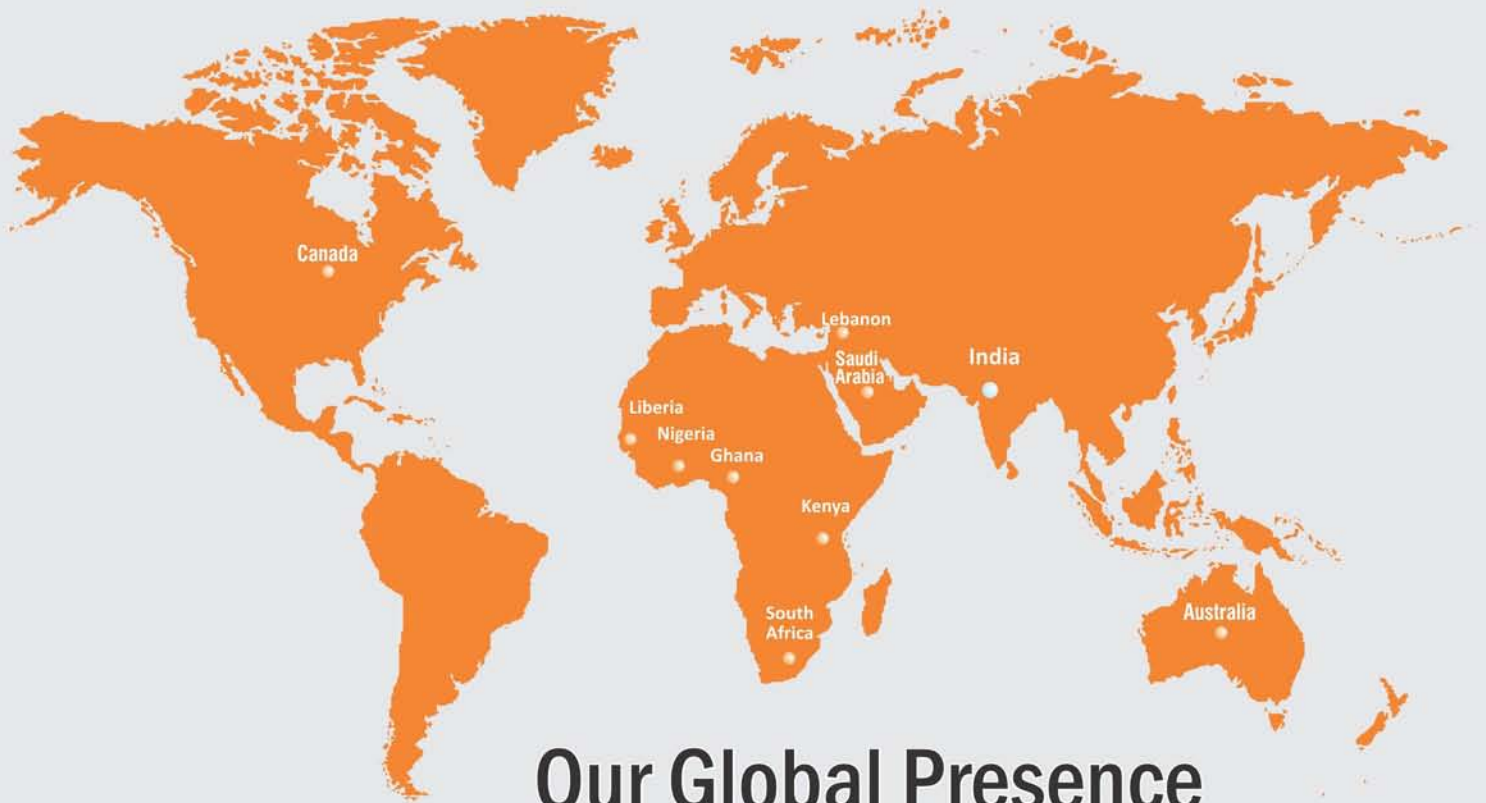 Canada
Lebanon
Saudi
Arabia
India
Liberia
Nigeria
Ghana
Kenya
South
Africa
Australia
Our Global Presence